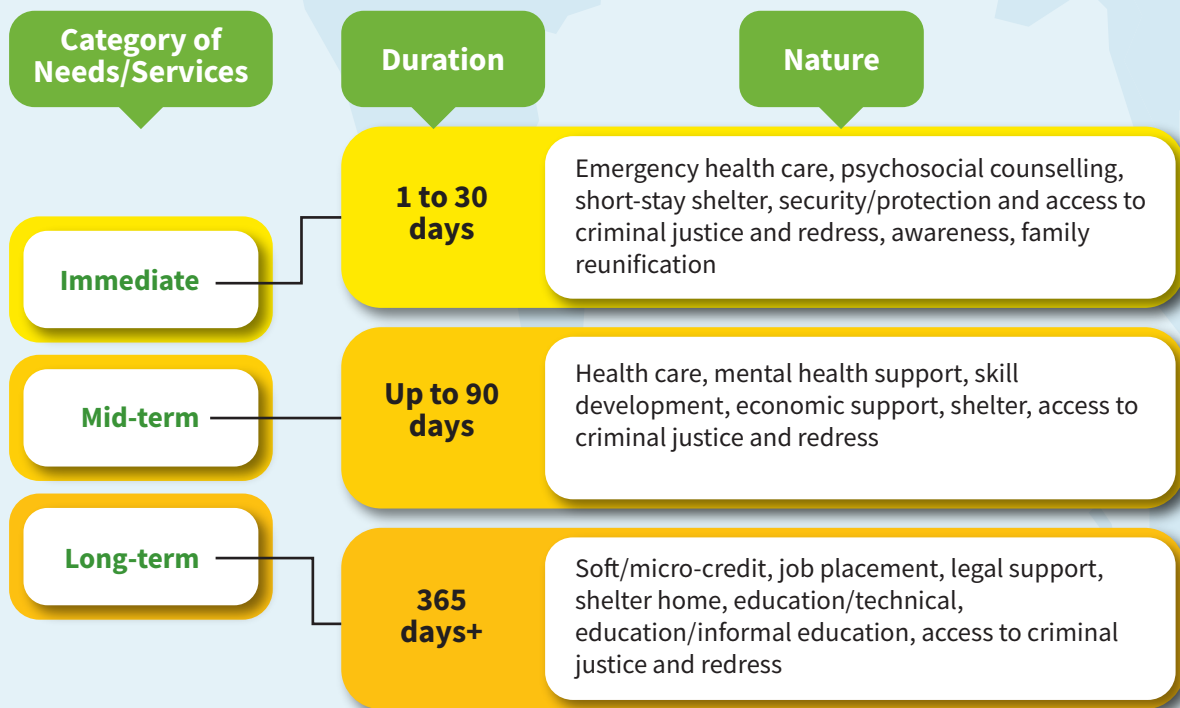 Category of
Needs/Services
Duration
Nature
Immediate
1 to 30
days
Emergency health care, psychosocial counselling,
short-stay shelter, security/protection and access to
criminal justice and redress, awareness, family
reunification
Mid-term
Up to 90
days
Health care, mental health support, skill
development, economic support, shelter, access to
criminal justice and redress
Long-term
365
days+
Soft/micro-credit, job placement, legal support,
shelter home, education/technical,
education/informal education, access to criminal
justice and redress